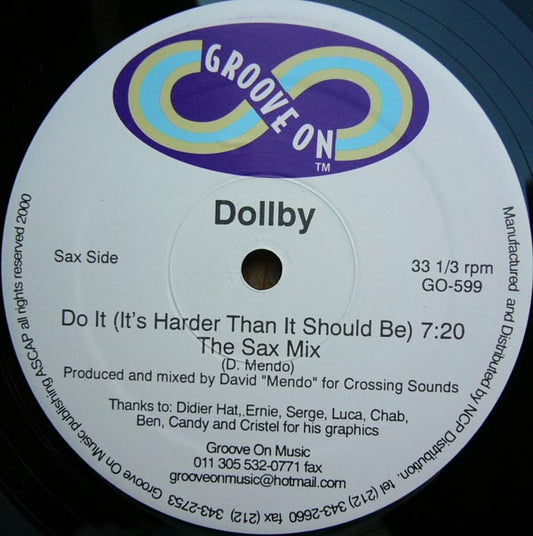 GROOVE ON
TM
Dollby
Sax Side
33 1/3 rpm
GO-599
Do It (It's Harder Than It Should Be) 7:20
The Sax Mix
(D. Mendo)
Produced and mixed by David "Mendo" for Crossing Sounds
Thanks to: Didier Hat,.Ernie, Serge, Luca, Chab,
Ben, Candy and Cristel for his graphics
Groove On Music
011 305 532-0771 fax
grooveonmusic@hotmail.com
Manufactured and Distributed by NCP Distribution. tel (212) 343-2660 fax (212) 343-2753 Groove On Music publishing ASCAP all rights reserved 2000